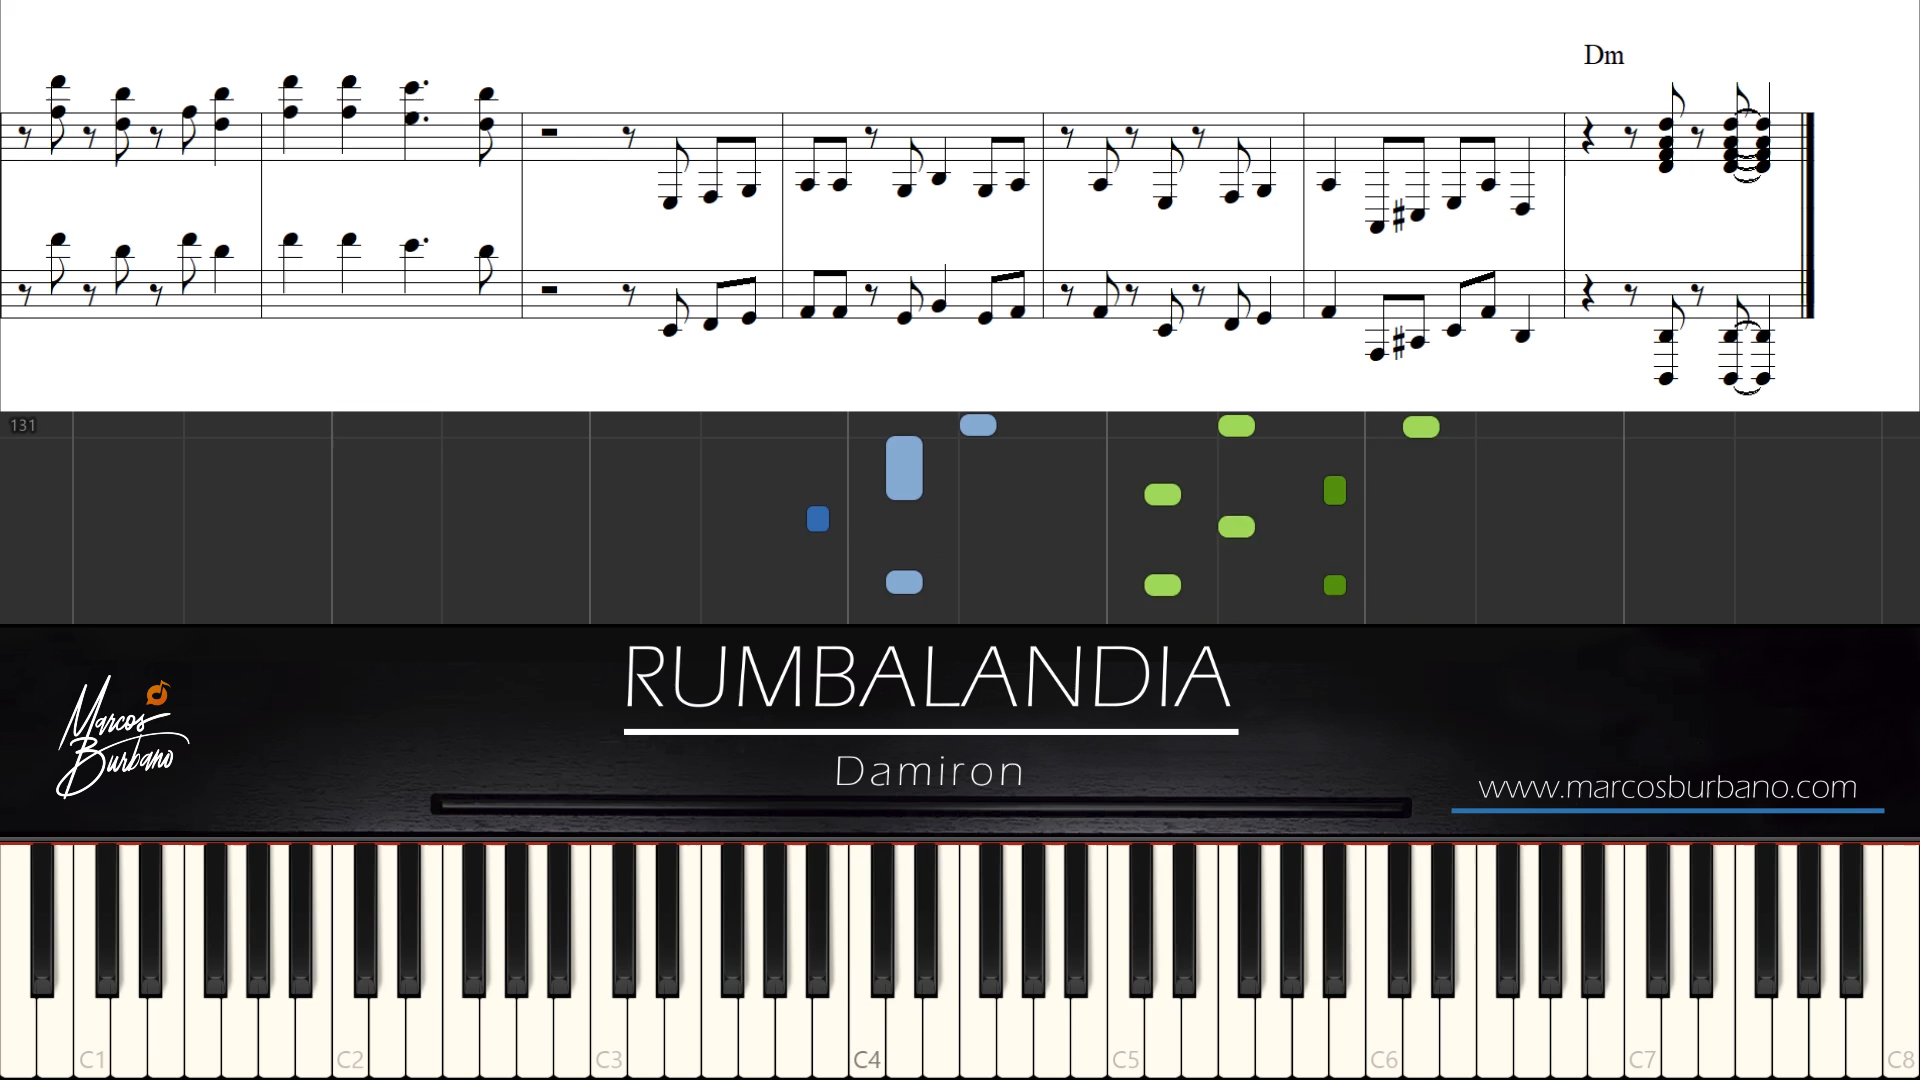 Dm
131
RUMBALANDIA
Marcos
Burbano
Damiron
www.marcosburbano.com
C1 C2 C3 C4 C5 C6 C7 C8